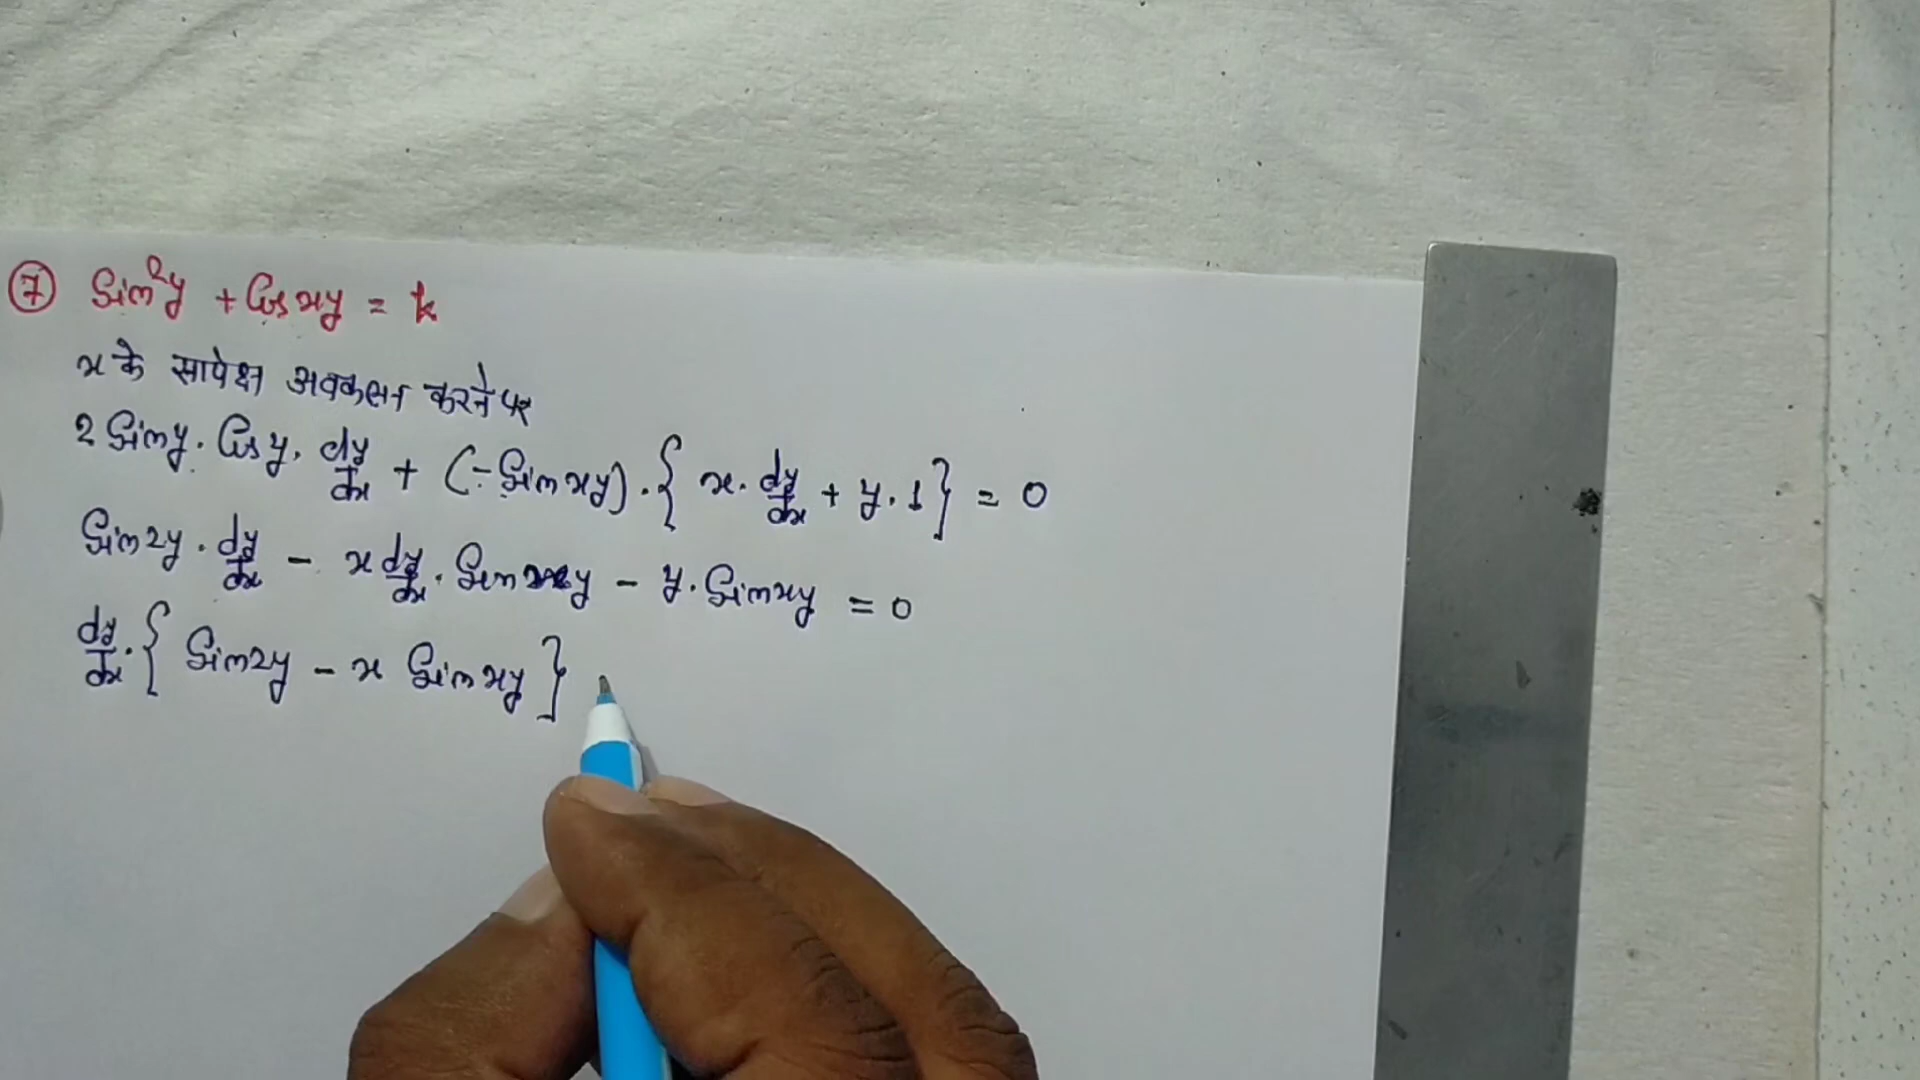 ⑦ Sin²y + Cos xy = k
x के सापेक्ष अवकलन करने पर
2 Sin y . Cos y . dy/dx + (-Sin xy) . { x . dy/dx + y . 1 } = 0
Sin 2y . dy/dx - x dy/dx . Sin xy - y . Sin xy = 0
dy/dx . { Sin 2y - x Sin xy }